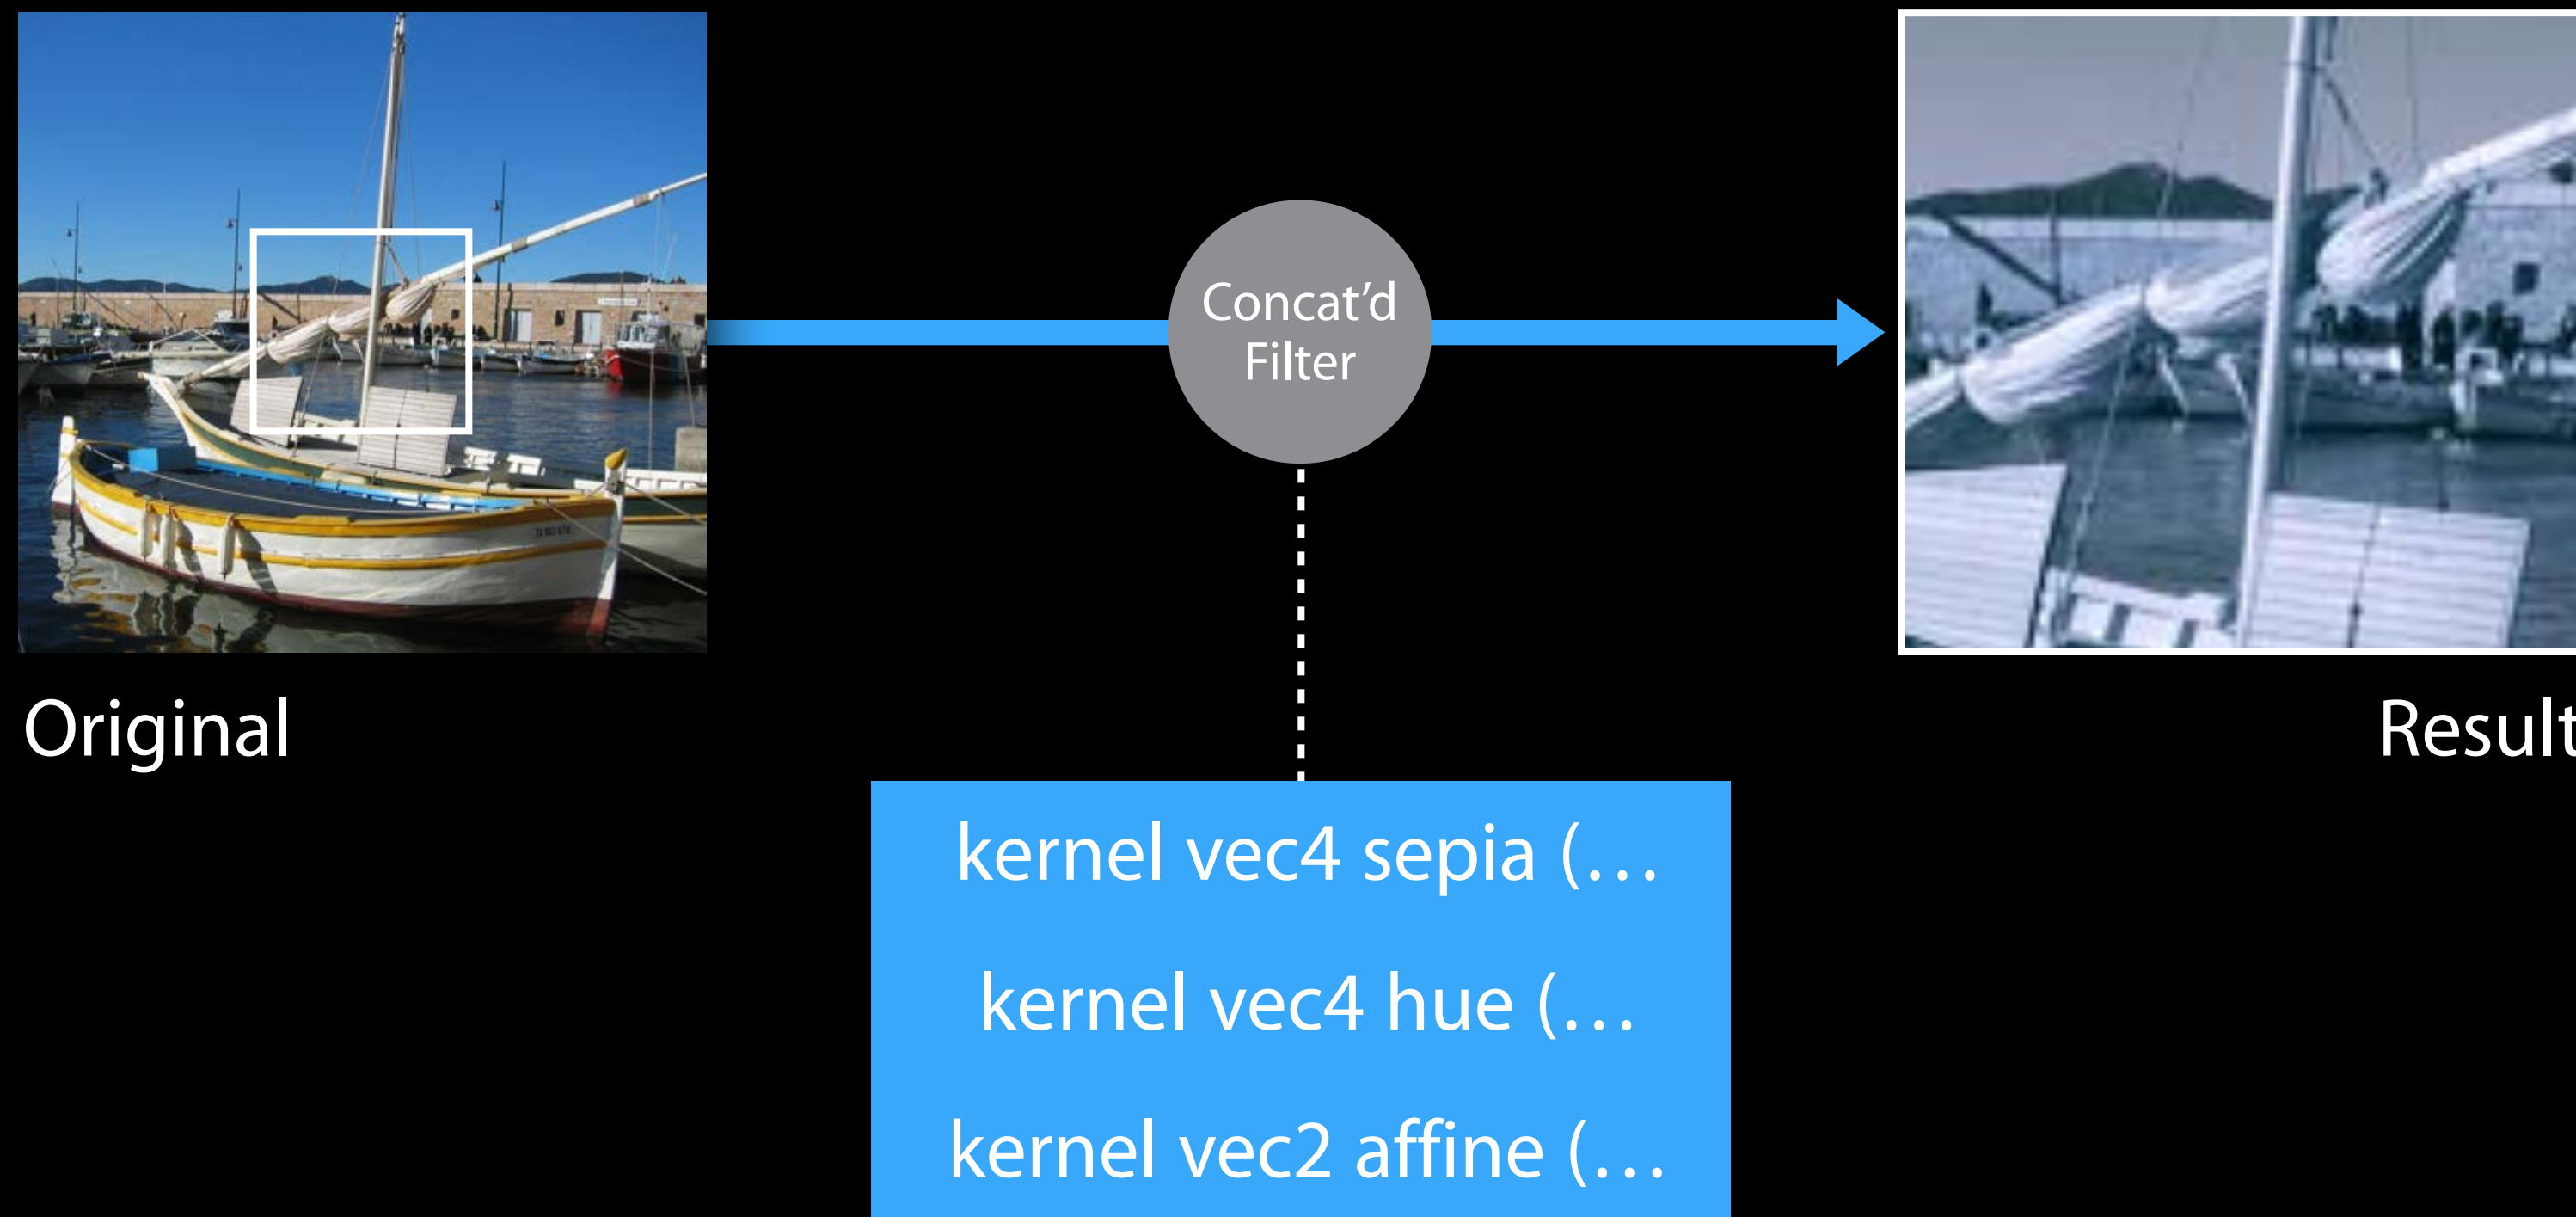 Concat’d
Filter
Original
Result
kernel vec4 sepia (…
kernel vec4 hue (…
kernel vec2 affine (…